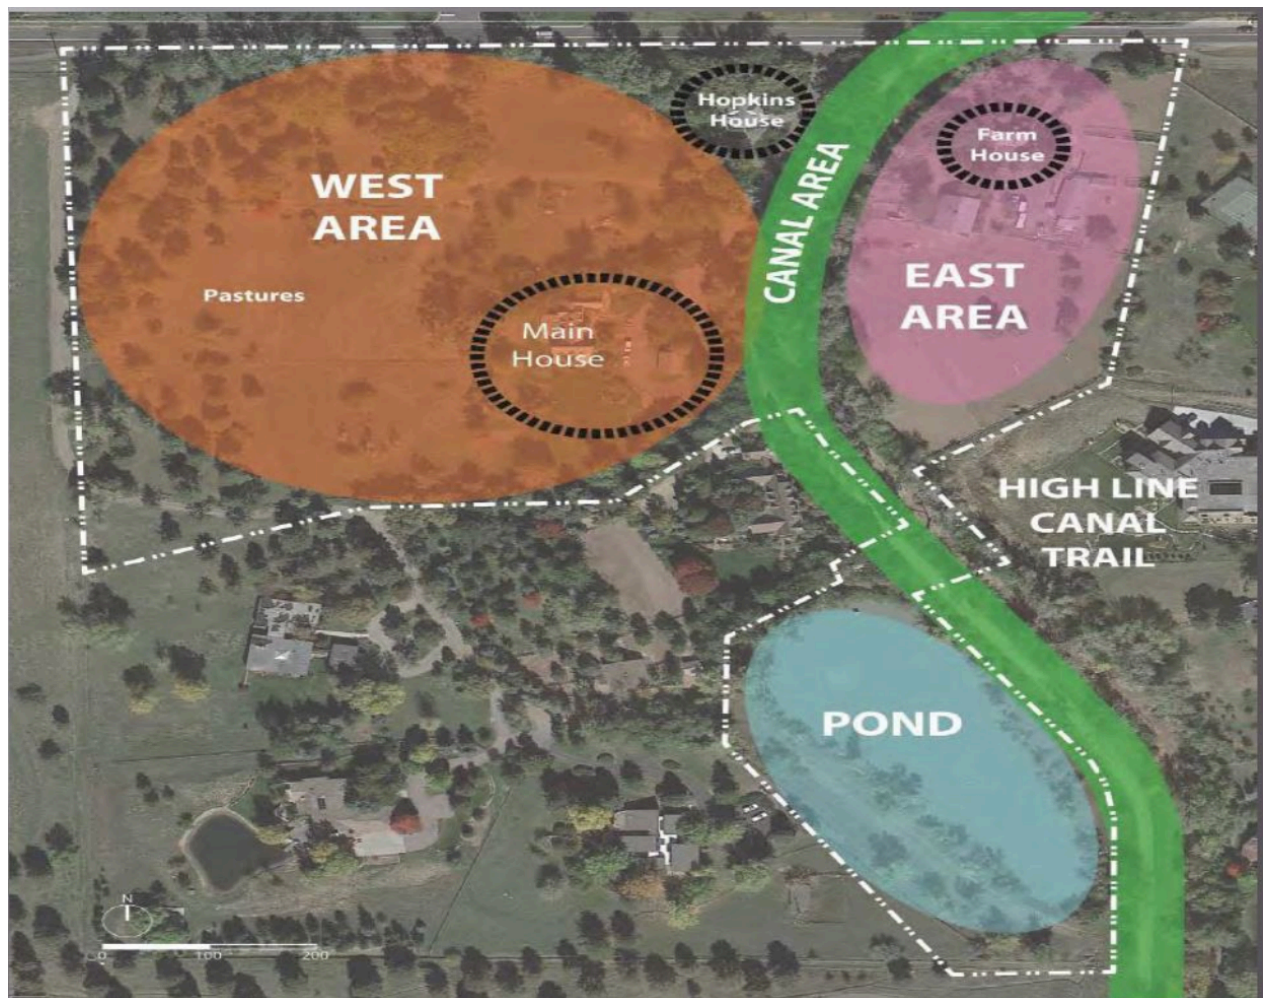 Hopkins
House
Farm
House
WEST
AREA
CANAL AREA
EAST
AREA
Pastures
Main
House
HIGH LINE
CANAL
TRAIL
POND
N
0
100
200